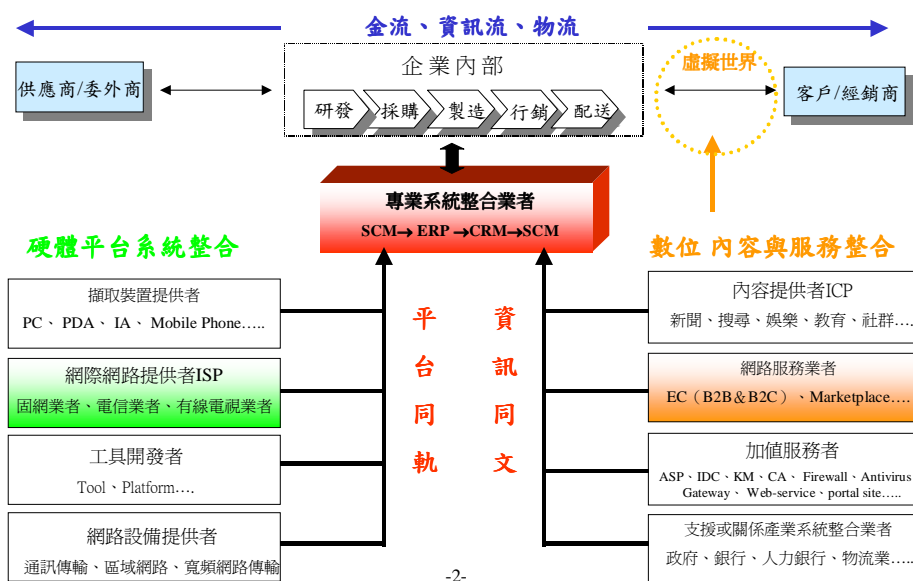 金流、資訊流、物流
企業內部
虛擬世界
供應商/委外商
客戶/經銷商
研發
採購
製造
行銷
配送
專業系統整合業者
SCM→ ERP →CRM→SCM
硬體平台系統整合
數位 內容與服務整合
擷取裝置提供者
PC、 PDA、 IA、 Mobile Phone…..
網際網路提供者ISP
固網業者、電信業者、有線電視業者
工具開發者
Tool、Platform….
網路設備提供者
通訊傳輸、區域網路、寬頻網路傳輸
平台同軌
資訊同文
內容提供者ICP
新聞、搜尋、娛樂、教育、社群….
網路服務業者
EC（B2B＆B2C）、Marketplace….
加值服務者
ASP、IDC、KM、CA、 Firewall、Antivirus
Gateway、 Web-service、portal site…..
支援或關係產業系統整合業者
政府、銀行、人力銀行、物流業…..
-2-